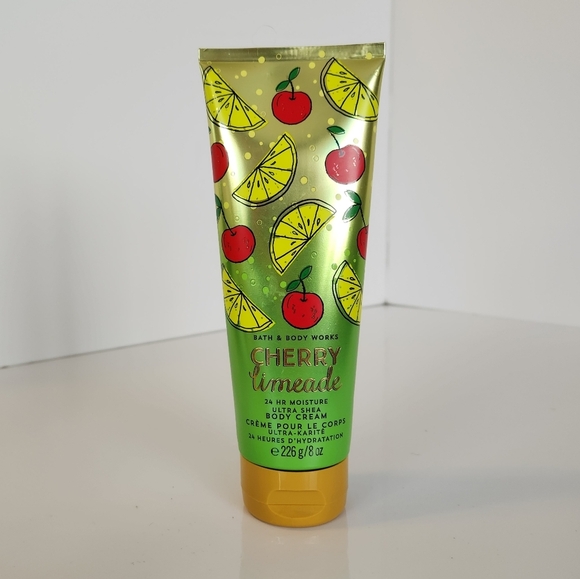 BATH & BODY WORKS
CHERRY
limeade
24 HR MOISTURE
ULTRA SHEA
BODY CREAM
CRÈME POUR LE CORPS
ULTRA-KARITÉ
24 HEURES D'HYDRATATION
℮ 226 g/8 oz